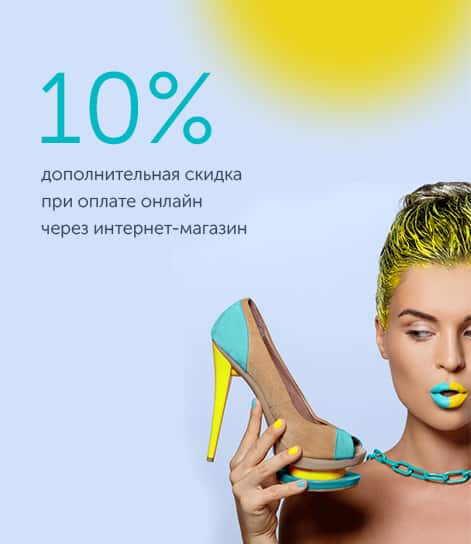 10%
дополнительная скидка
при оплате онлайн
через интернет-магазин